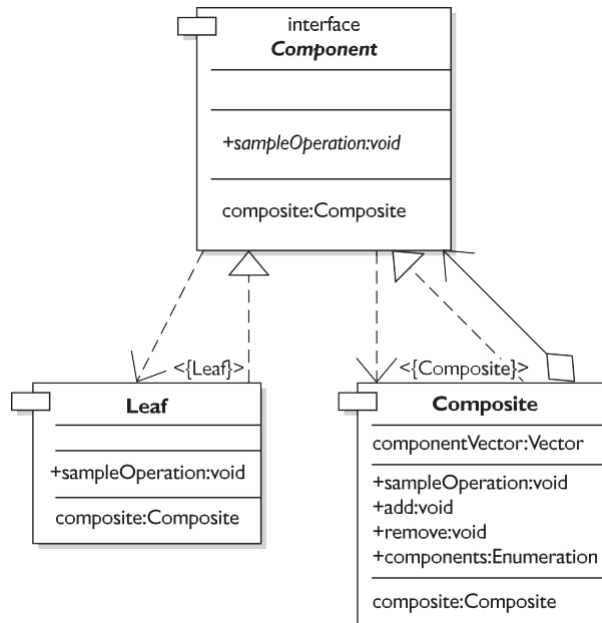 interface
Component
+sampleOperation:void
composite:Composite
<{Leaf}>
<{Composite}>
Leaf
+sampleOperation:void
composite:Composite
Composite
componentVector:Vector
+sampleOperation:void
+add:void
+remove:void
+components:Enumeration
composite:Composite